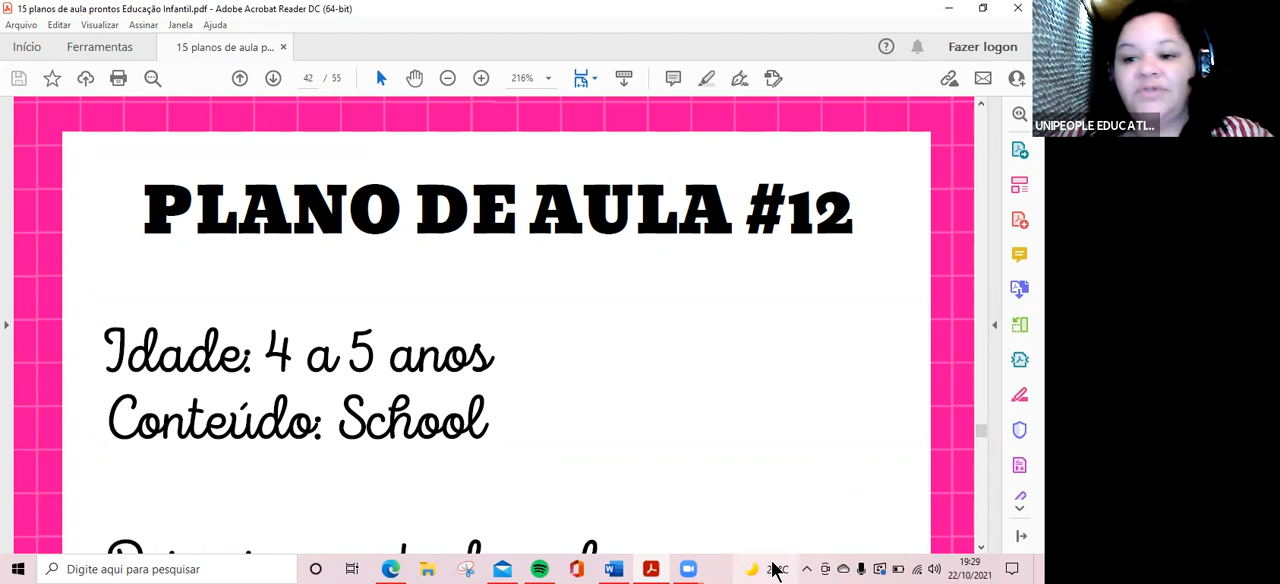 15 planos de aula prontos Educação Infantil.pdf - Adobe Acrobat Reader DC (64-bit)
Arquivo Editar Visualizar Assinar Janela Ajuda
Início Ferramentas 15 planos de aula p... × Fazer logon
42 / 55 216%
UNIPEOPLE EDUCATI...
PLANO DE AULA #12
Idade: 4 a 5 anos
Conteúdo: School
Digite aqui para pesquisar
19:29
22/10/2021